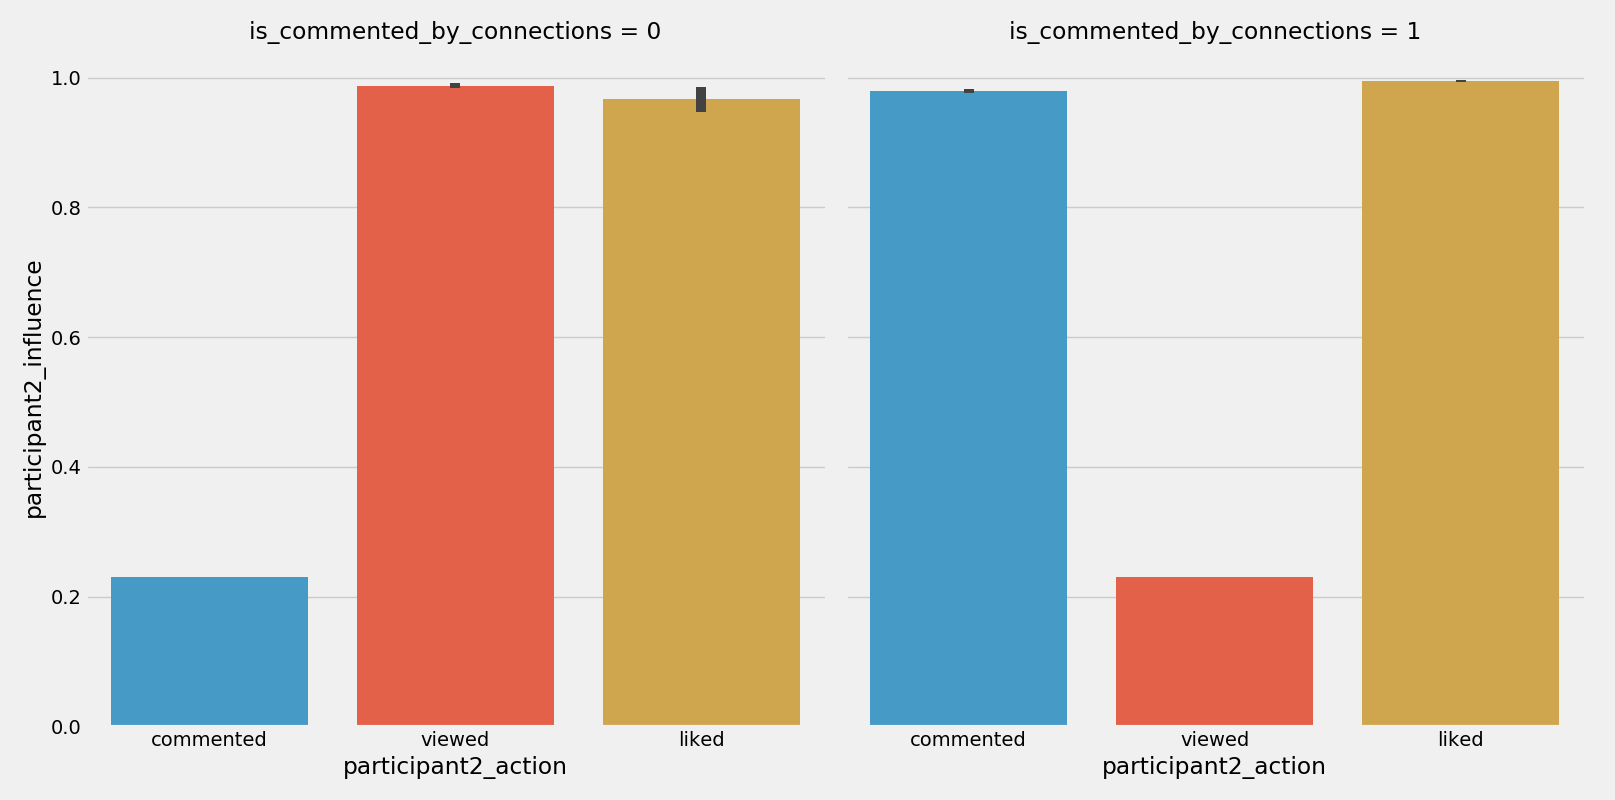 is_commented_by_connections = 0
is_commented_by_connections = 1
participant2_influence
1.0
0.8
0.6
0.4
0.2
0.0
commented viewed liked
commented viewed liked
participant2_action
participant2_action